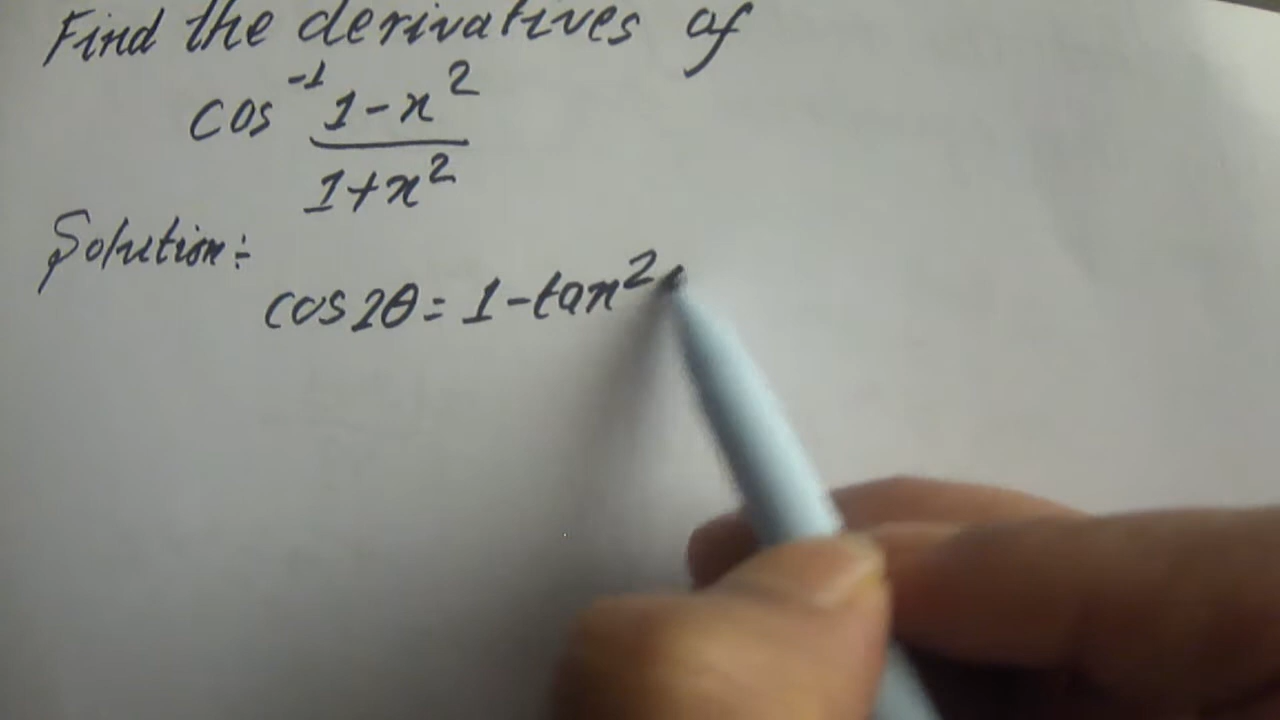 Find the derivatives of
cos⁻¹ 1-x²
1+x²
Solution:
cos2θ = 1-tan²